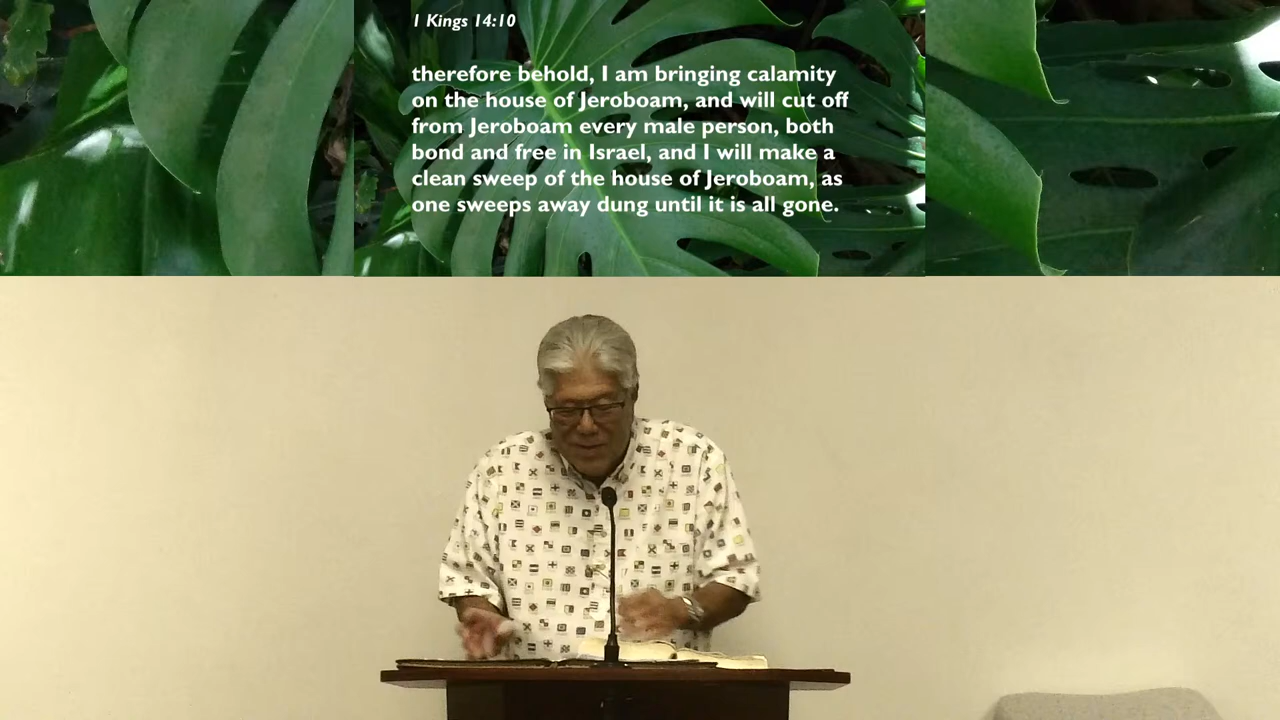 1 Kings 14:10
therefore behold, I am bringing calamity
on the house of Jeroboam, and will cut off
from Jeroboam every male person, both
bond and free in Israel, and I will make a
clean sweep of the house of Jeroboam, as
one sweeps away dung until it is all gone.